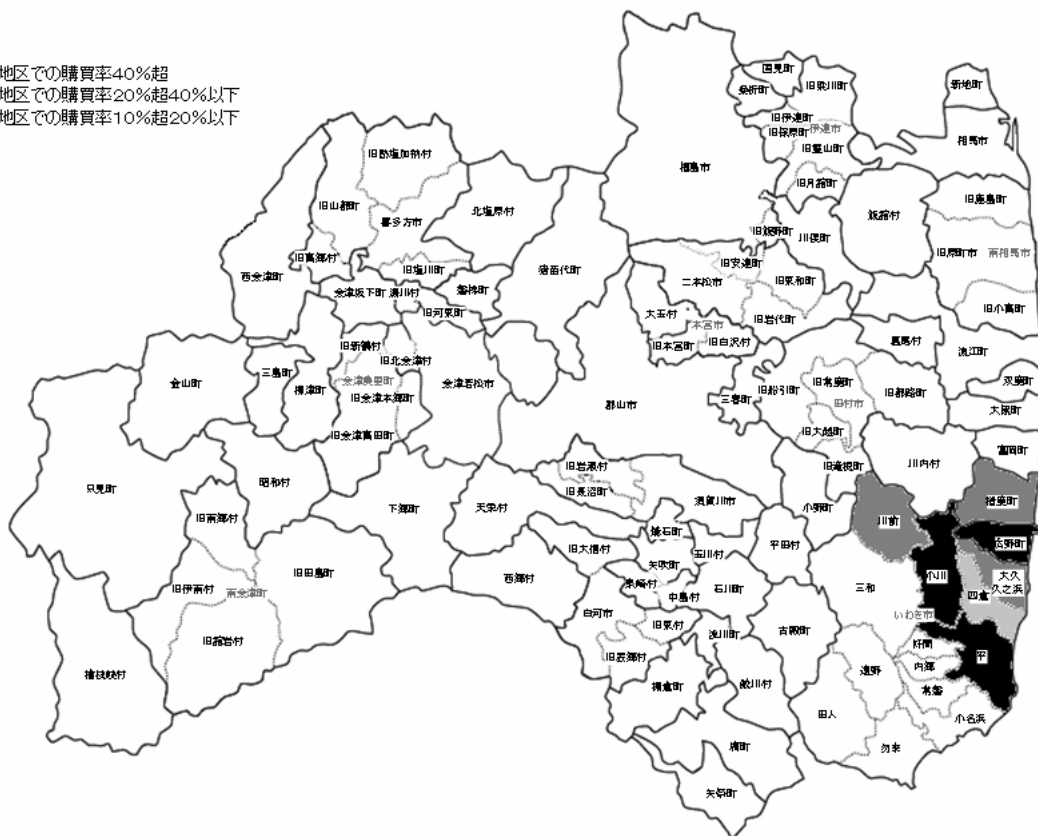 地区での購買率40％超
地区での購買率20％超40％以下
地区での購買率10％超20％以下
国見町
桑折町
旧梁川町
新地町
旧伊達町
伊達市
旧保原町
相馬市
旧霊山町
福島市
旧熱塩加納村
旧月舘町
旧鹿島町
旧山都町
北塩原村
飯舘村
喜多方市
旧飯野町
川俣町
旧原町市
南相馬市
旧高郷村
旧塩川町
猪苗代町
旧安達町
西会津町
二本松市
旧東和町
会津坂下町
湯川村
磐梯町
旧小高町
旧河東町
大玉村
旧岩代町
本宮市
旧新鶴村
旧本宮町
旧白沢村
葛尾村
浪江町
旧北会津村
三島町
金山町
会津美里町
会津若松市
双葉町
柳津町
旧船引町
旧常葉町
旧都路町
旧会津本郷町
三春町
郡山市
田村市
大熊町
旧会津高田町
旧大越町
富岡町
旧岩瀬村
旧滝根町
川内村
昭和村
只見町
旧長沼町
楢葉町
下郷町
天栄村
須賀川市
小野町
旧南郷村
川前
鏡石町
広野町
旧大信村
玉川村
平田村
矢吹町
旧田島町
西郷村
小川
大久
久之浜
泉崎村
旧伊南村
石川町
三和
南会津町
中島村
四倉
白河市
いわき市
旧東村
浅川町
古殿町
旧舘岩村
好間
平
旧表郷村
内郷
檜枝岐村
遠野
棚倉町
鮫川村
常磐
田人
小名浜
塙町
勿来
矢祭町